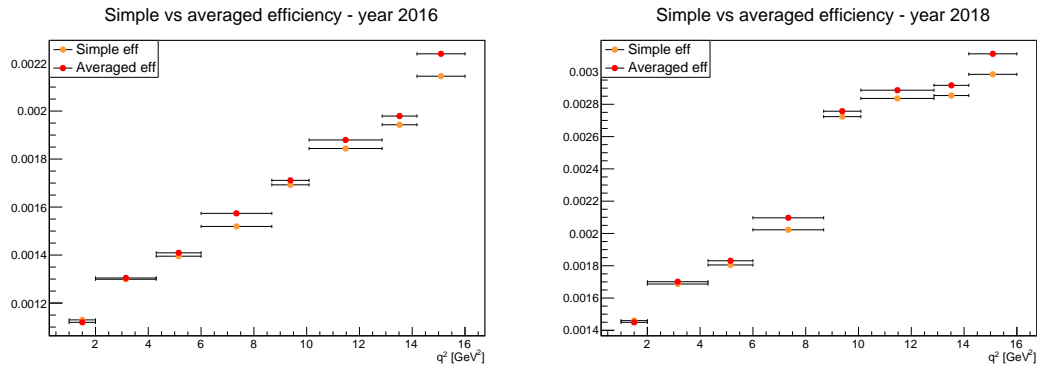 Simple vs averaged efficiency - year 2016
Simple eff
Averaged eff
0.0022
0.002
0.0018
0.0016
0.0014
0.0012
2 4 6 8 10 12 14 16
q² [GeV²]
Simple vs averaged efficiency - year 2018
Simple eff
Averaged eff
0.003
0.0028
0.0026
0.0024
0.0022
0.002
0.0018
0.0016
0.0014
2 4 6 8 10 12 14 16
q² [GeV²]